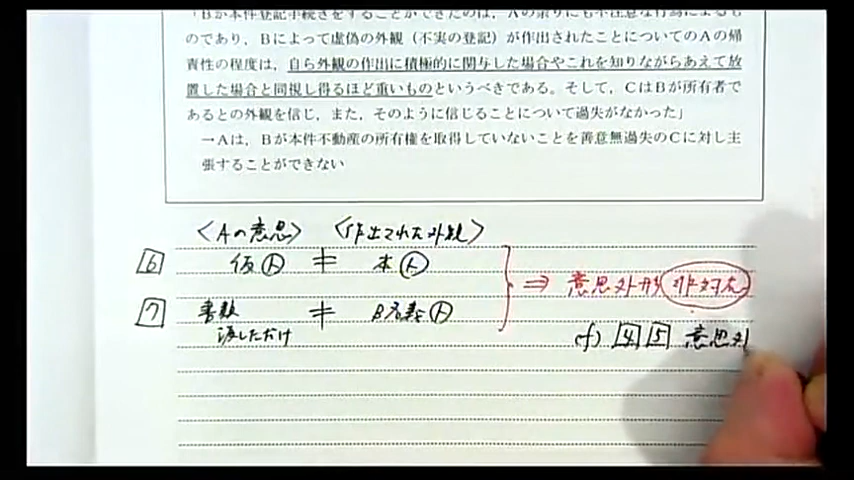 「Bが本件登記手続きをすることができたのは、Aの余りにも不注意な行為によるも
のであり、Bによって虚偽の外観（不実の登記）が作出されたことについてのAの帰
責性の程度は、自ら外観の作出に積極的に関与した場合やこれを知りながらあえて放
置した場合と同視し得るほど重いものというべきである。そして、CはBが所有者で
あるとの外観を信じ、また、そのように信じることについて過失がなかった」
→Aは、Bが本件不動産の所有権を取得していないことを善意無過失のCに対し主
張することができない
〈Aの意思〉 〈作出された外観〉
6 仮ト ≠ 本ト ⇒ 意思外形非対応
7 書類渡しただけ ≠ B名義ト
cf) 4 5 意思外